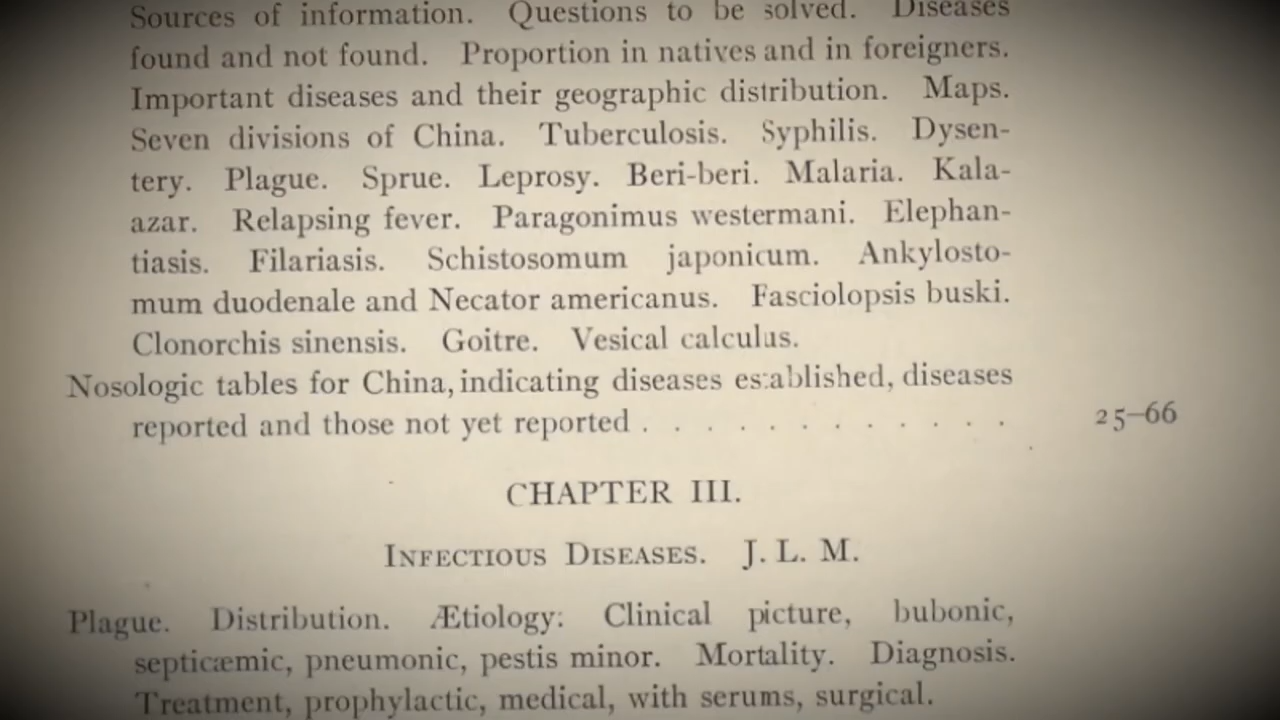 Sources of information. Questions to be solved. Diseases
found and not found. Proportion in natives and in foreigners.
Important diseases and their geographic distribution. Maps.
Seven divisions of China. Tuberculosis. Syphilis. Dysen-
tery. Plague. Sprue. Leprosy. Beri-beri. Malaria. Kala-
azar. Relapsing fever. Paragonimus westermani. Elephan-
tiasis. Filariasis. Schistosomum japonicum. Ankylosto-
mum duodenale and Necator americanus. Fasciolopsis buski.
Clonorchis sinensis. Goitre. Vesical calculus.
Nosologic tables for China, indicating diseases established, diseases
reported and those not yet reported . . . . . . . . . . . . 25–66
CHAPTER III.
INFECTIOUS DISEASES. J. L. M.
Plague. Distribution. Ætiology: Clinical picture, bubonic,
septicæmic, pneumonic, pestis minor. Mortality. Diagnosis.
Treatment, prophylactic, medical, with serums, surgical.